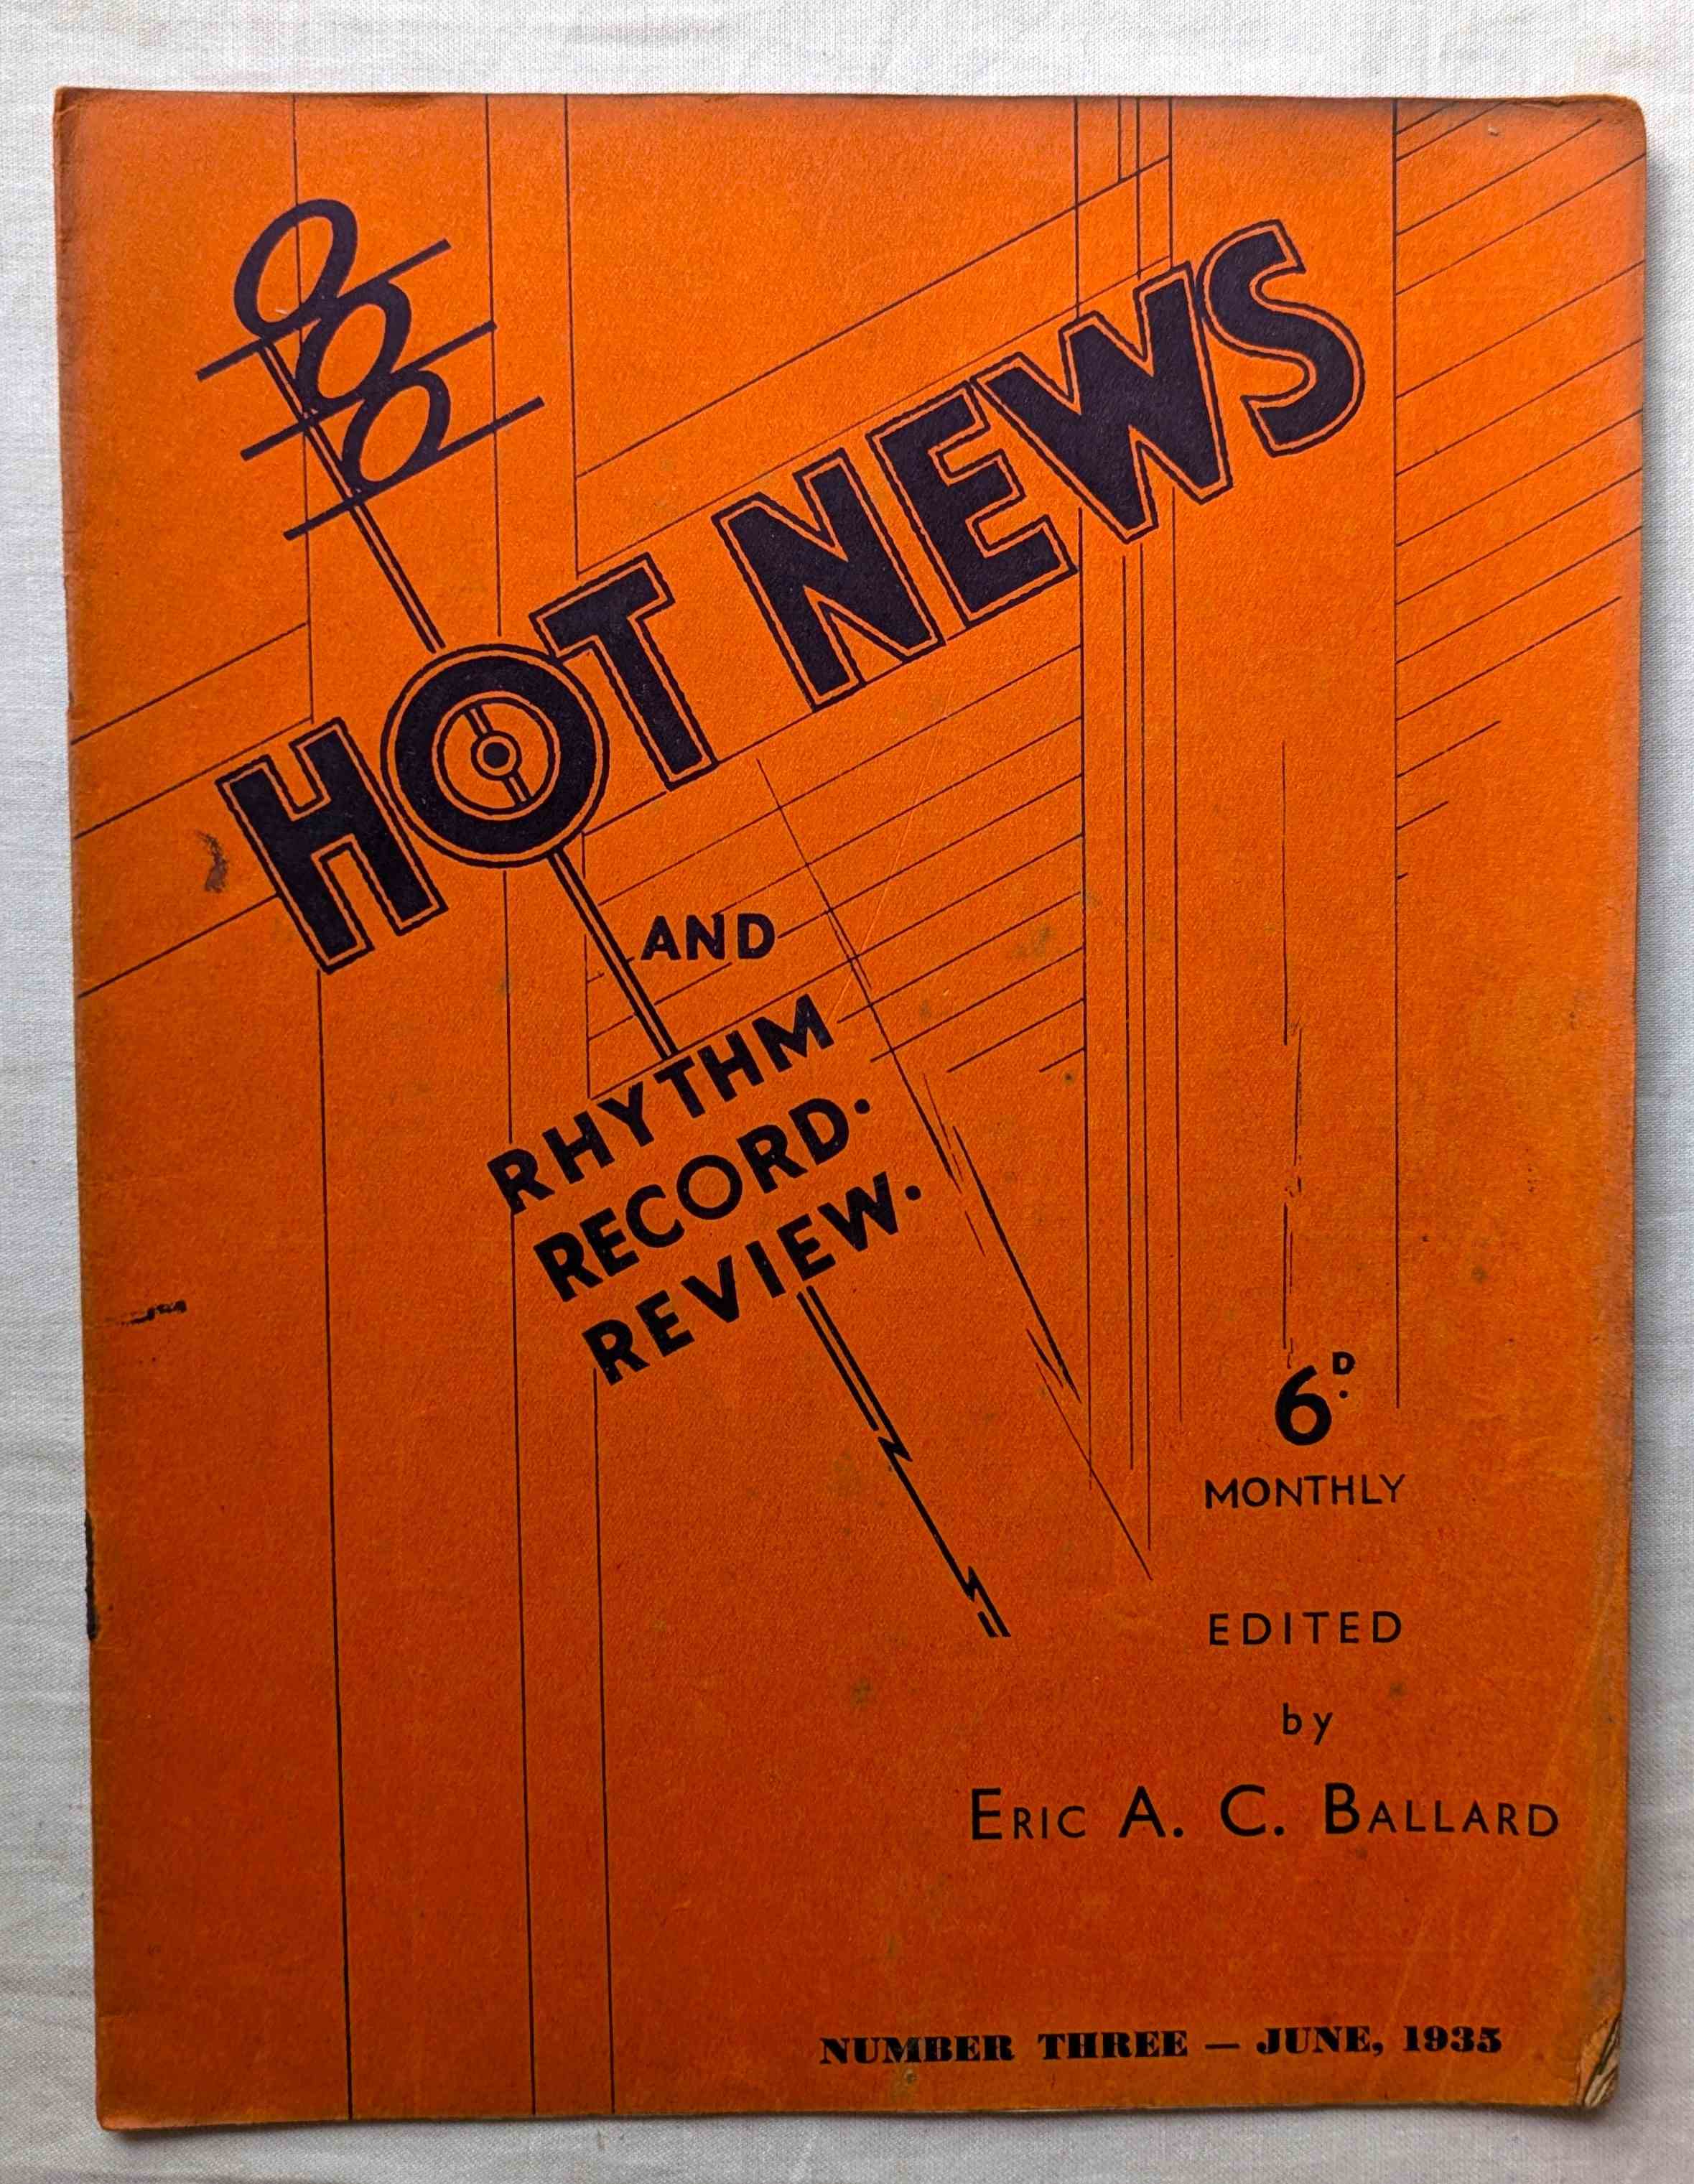 HOT NEWS
AND
RHYTHM
RECORD.
REVIEW.
6D.
MONTHLY
EDITED
by
ERIC A. C. BALLARD
NUMBER THREE — JUNE, 1935